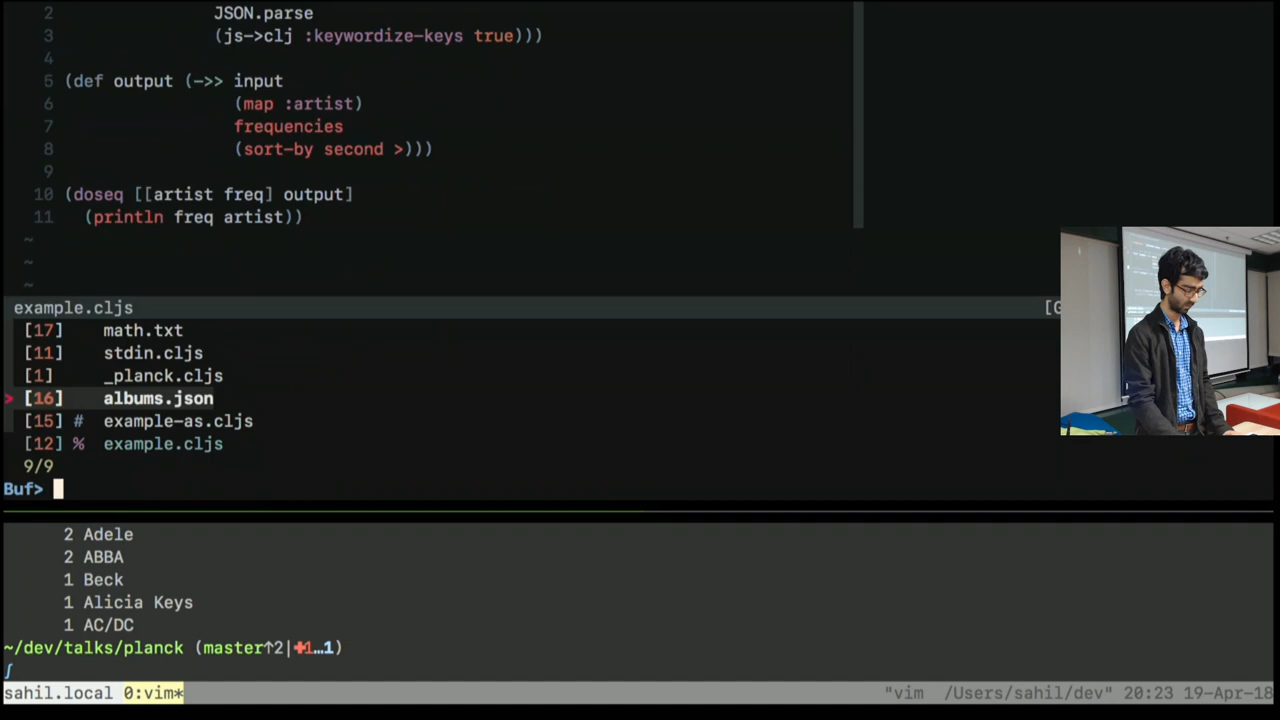 2 JSON.parse
3 (js->clj :keywordize-keys true)))
4
5 (def output (->> input
6 (map :artist)
7 frequencies
8 (sort-by second >)))
9
10 (doseq [[artist freq] output]
11 (println freq artist))
~
~
~
example.cljs [
[17] math.txt
[11] stdin.cljs
[1] _planck.cljs
> [16] albums.json
[15] # example-as.cljs
[12] % example.cljs
9/9
Buf>
2 Adele
2 ABBA
1 Beck
1 Alicia Keys
1 AC/DC
~/dev/talks/planck (master↑2|✚1…1)
∫
sahil.local 0:vim* "vim /Users/sahil/dev" 20:23 19-Apr-18